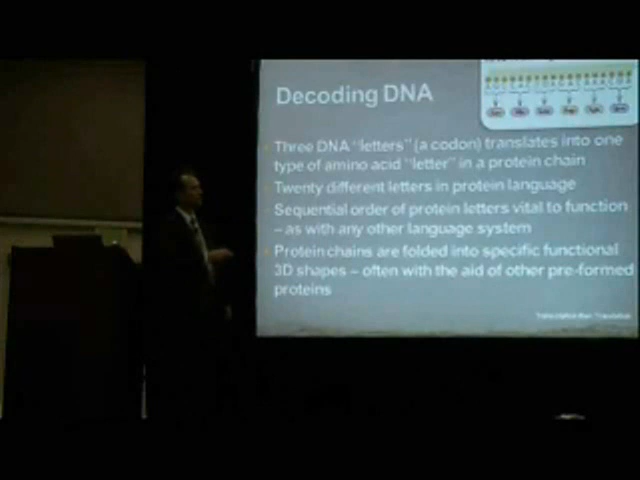 Decoding DNA
Three DNA "letters" (a codon) translates into one
type of amino acid "letter" in a protein chain
Twenty different letters in protein language
Sequential order of protein letters vital to function
– as with any other language system
Protein chains are folded into specific functional
3D shapes – often with the aid of other pre-formed
proteins